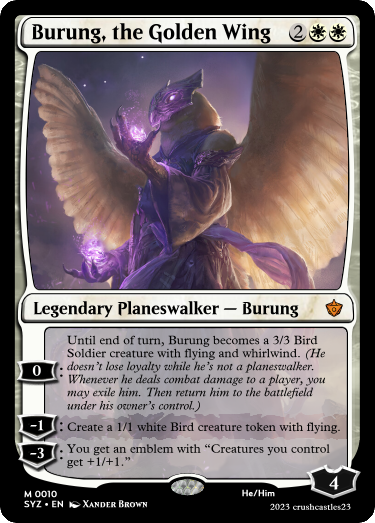 Burung, the Golden Wing 2
Legendary Planeswalker — Burung
Until end of turn, Burung becomes a 3/3 Bird
Soldier creature with flying and whirlwind. (He
0: doesn't lose loyalty while he's not a planeswalker.
Whenever he deals combat damage to a player, you
may exile him. Then return him to the battlefield
under his owner's control.)
-1: Create a 1/1 white Bird creature token with flying.
-3: You get an emblem with “Creatures you control
get +1/+1.”
4
M 0010
SYZ • EN Xander Brown
He/Him
2023 crushcastles23